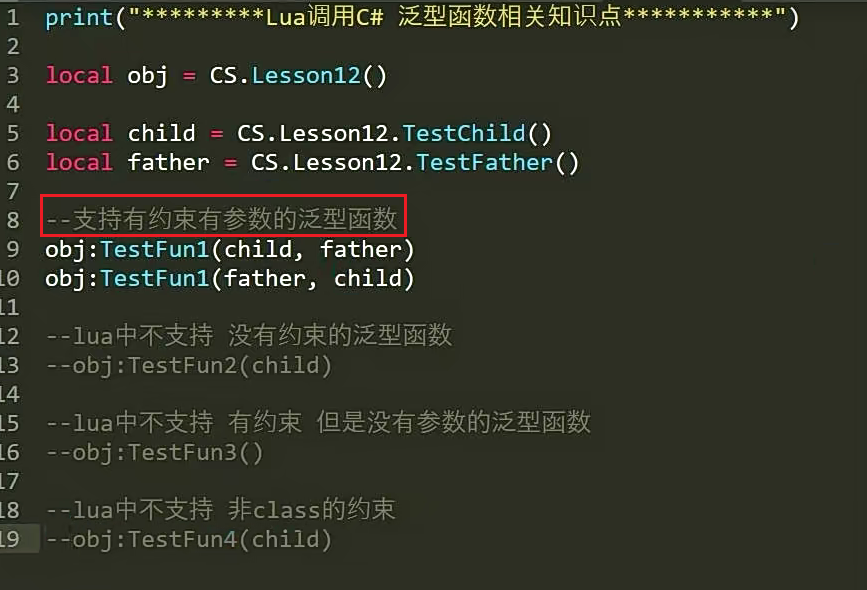 1 print("*********Lua调用C# 泛型函数相关知识点***********")
2
3 local obj = CS.Lesson12()
4
5 local child = CS.Lesson12.TestChild()
6 local father = CS.Lesson12.TestFather()
7
8 --支持有约束有参数的泛型函数
9 obj:TestFun1(child, father)
10 obj:TestFun1(father, child)
11
12 --lua中不支持 没有约束的泛型函数
13 --obj:TestFun2(child)
14
15 --lua中不支持 有约束 但是没有参数的泛型函数
16 --obj:TestFun3()
17
18 --lua中不支持 非class的约束
19 --obj:TestFun4(child)